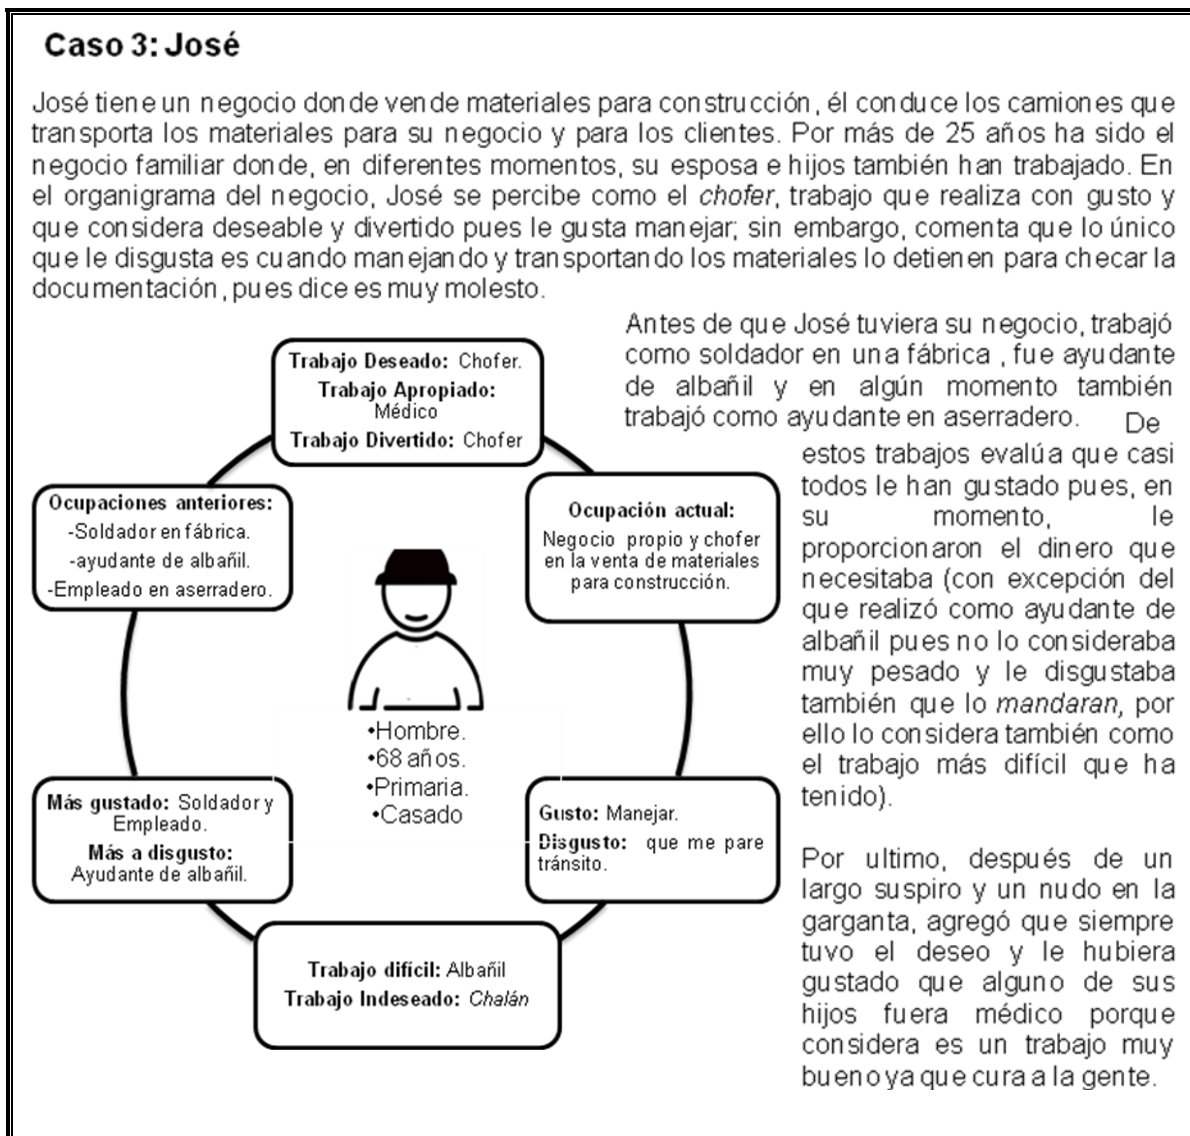 Caso 3: José
José tiene un negocio donde vende materiales para construcción, él conduce los camiones que
transporta los materiales para su negocio y para los clientes. Por más de 25 años ha sido el
negocio familiar donde, en diferentes momentos, su esposa e hijos también han trabajado. En
el organigrama del negocio, José se percibe como el chofer, trabajo que realiza con gusto y
que considera deseable y divertido pues le gusta manejar; sin embargo, comenta que lo único
que le disgusta es cuando manejando y transportando los materiales lo detienen para checar la
documentación, pues dice es muy molesto.
Antes de que José tuviera su negocio, trabajó
como soldador en una fábrica , fue ayudante
de albañil y en algún momento también
trabajó como ayudante en aserradero. De
estos trabajos evalúa que casi
todos le han gustado pues, en
su momento, le
proporcionaron el dinero que
necesitaba (con excepción del
que realizó como ayudante de
albañil pues no lo consideraba
muy pesado y le disgustaba
también que lo mandaran, por
ello lo considera también como
el trabajo más difícil que ha
tenido).
Por ultimo, después de un
largo suspiro y un nudo en la
garganta, agregó que siempre
tuvo el deseo y le hubiera
gustado que alguno de sus
hijos fuera médico porque
considera es un trabajo muy
bueno ya que cura a la gente.
Trabajo Deseado: Chofer.
Trabajo Apropiado:
Médico
Trabajo Divertido: Chofer
Ocupaciones anteriores:
-Soldador en fábrica.
-ayudante de albañil.
-Empleado en aserradero.
Ocupación actual:
Negocio propio y chofer
en la venta de materiales
para construcción.
•Hombre.
•68 años.
•Primaria.
•Casado
Más gustado: Soldador y
Empleado.
Más a disgusto:
Ayudante de albañil.
Gusto: Manejar.
Disgusto: que me pare
tránsito.
Trabajo difícil: Albañil
Trabajo Indeseado: Chalán